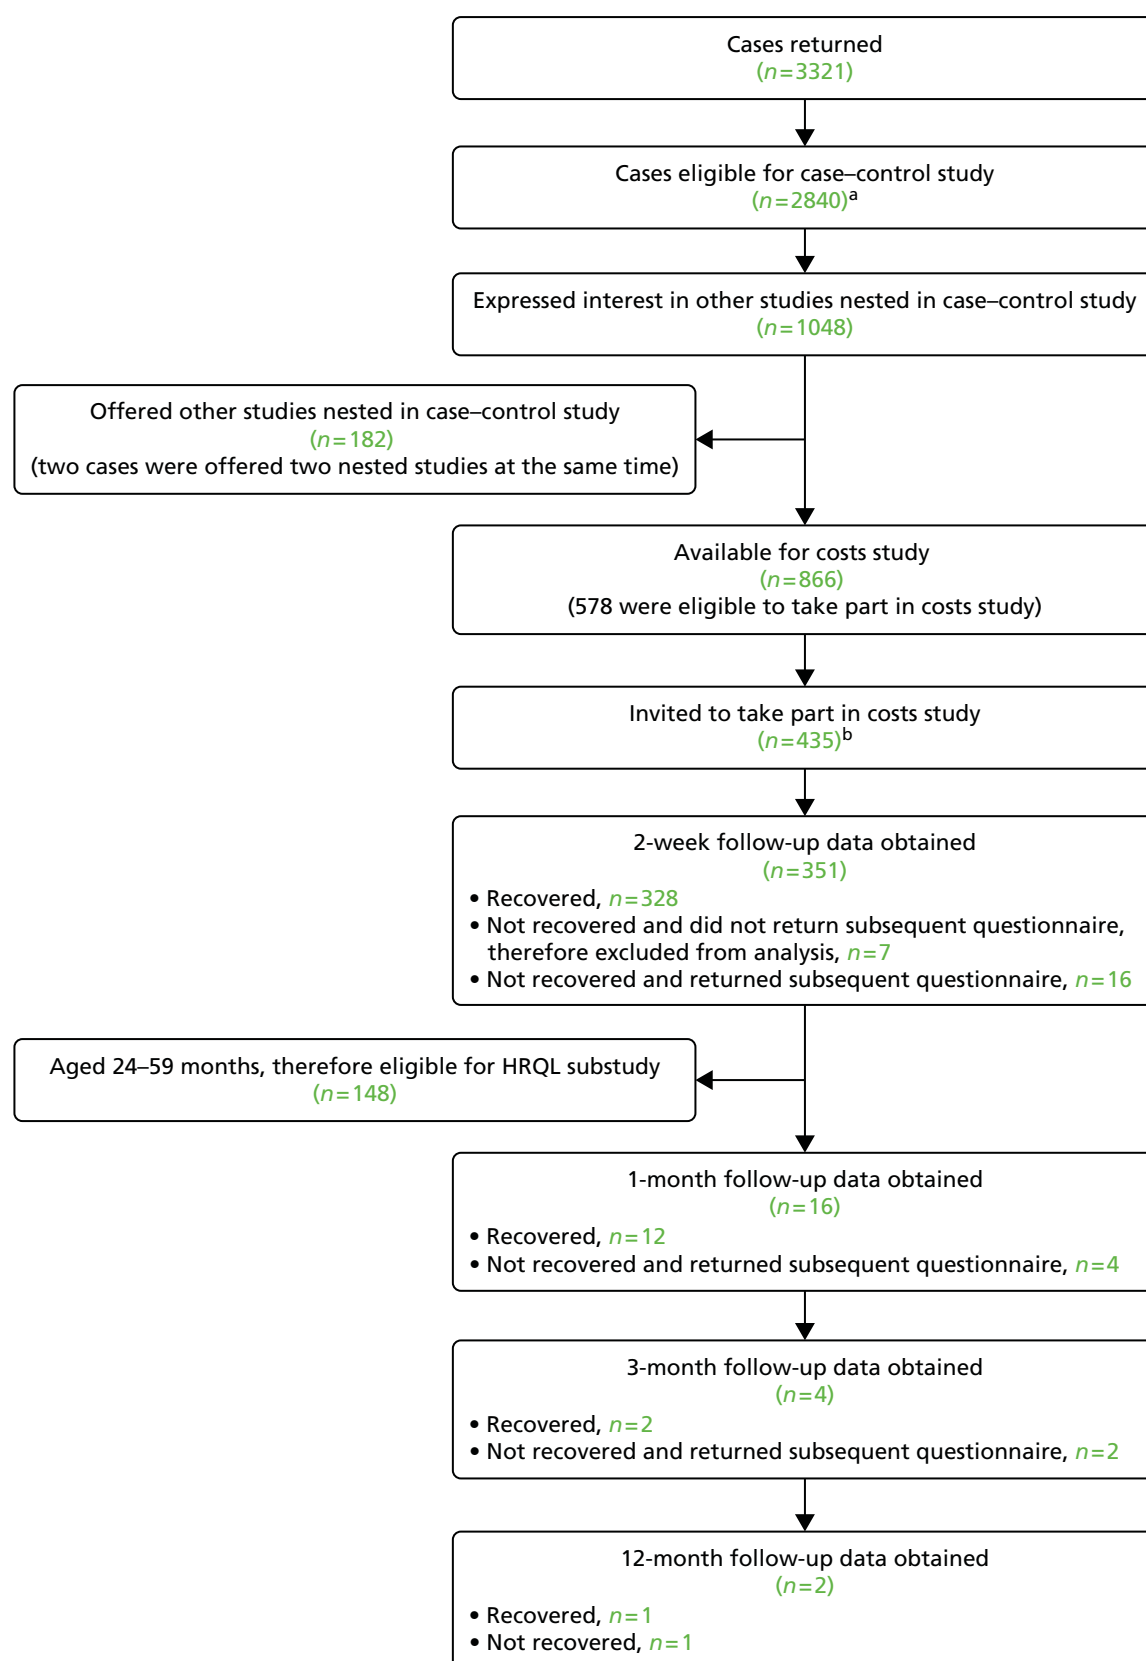 Cases returned
(n=3321)
Cases eligible for case–control study
(n=2840)a
Expressed interest in other studies nested in case–control study
(n=1048)
Offered other studies nested in case–control study
(n=182)
(two cases were offered two nested studies at the same time)
Available for costs study
(n=866)
(578 were eligible to take part in costs study)
Invited to take part in costs study
(n=435)b
2-week follow-up data obtained
(n=351)
• Recovered, n=328
• Not recovered and did not return subsequent questionnaire,
therefore excluded from analysis, n=7
• Not recovered and returned subsequent questionnaire, n=16
Aged 24–59 months, therefore eligible for HRQL substudy
(n=148)
1-month follow-up data obtained
(n=16)
• Recovered, n=12
• Not recovered and returned subsequent questionnaire, n=4
3-month follow-up data obtained
(n=4)
• Recovered, n=2
• Not recovered and returned subsequent questionnaire, n=2
12-month follow-up data obtained
(n=2)
• Recovered, n=1
• Not recovered, n=1